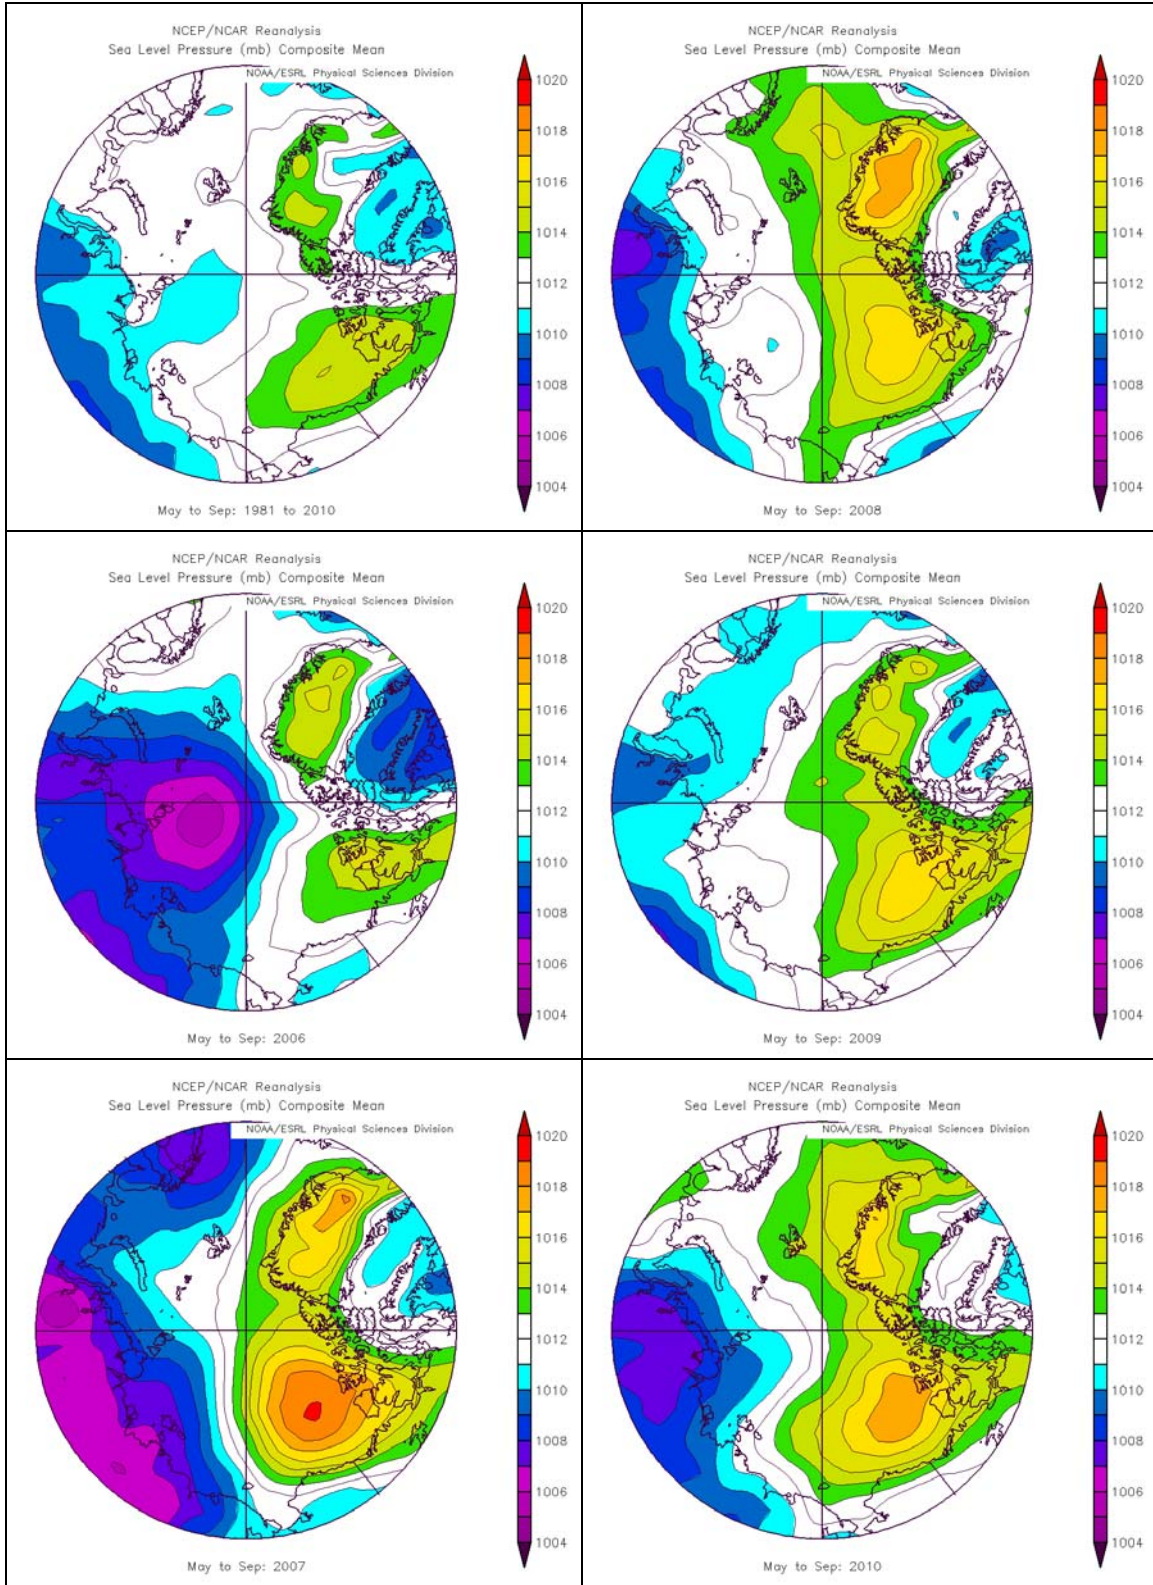 NCEP/NCAR Reanalysis
Sea Level Pressure (mb) Composite Mean
NOAA/ESRL Physical Sciences Division
1020
1018
1016
1014
1012
1010
1008
1006
1004
May to Sep: 1981 to 2010
NCEP/NCAR Reanalysis
Sea Level Pressure (mb) Composite Mean
NOAA/ESRL Physical Sciences Division
1020
1018
1016
1014
1012
1010
1008
1006
1004
May to Sep: 2008
NCEP/NCAR Reanalysis
Sea Level Pressure (mb) Composite Mean
NOAA/ESRL Physical Sciences Division
1020
1018
1016
1014
1012
1010
1008
1006
1004
May to Sep: 2006
NCEP/NCAR Reanalysis
Sea Level Pressure (mb) Composite Mean
NOAA/ESRL Physical Sciences Division
1020
1018
1016
1014
1012
1010
1008
1006
1004
May to Sep: 2009
NCEP/NCAR Reanalysis
Sea Level Pressure (mb) Composite Mean
NOAA/ESRL Physical Sciences Division
1020
1018
1016
1014
1012
1010
1008
1006
1004
May to Sep: 2007
NCEP/NCAR Reanalysis
Sea Level Pressure (mb) Composite Mean
NOAA/ESRL Physical Sciences Division
1020
1018
1016
1014
1012
1010
1008
1006
1004
May to Sep: 2010